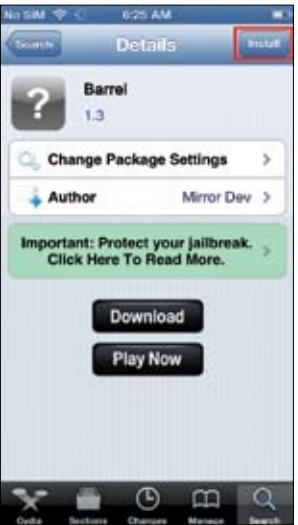 No SIM 6:25 AM
Search Details Install
?
Barrel
1.3
Change Package Settings
Author Mirror Dev
Important: Protect your jailbreak.
Click Here To Read More.
Download
Play Now
Cydia Sections Changes Manage Search